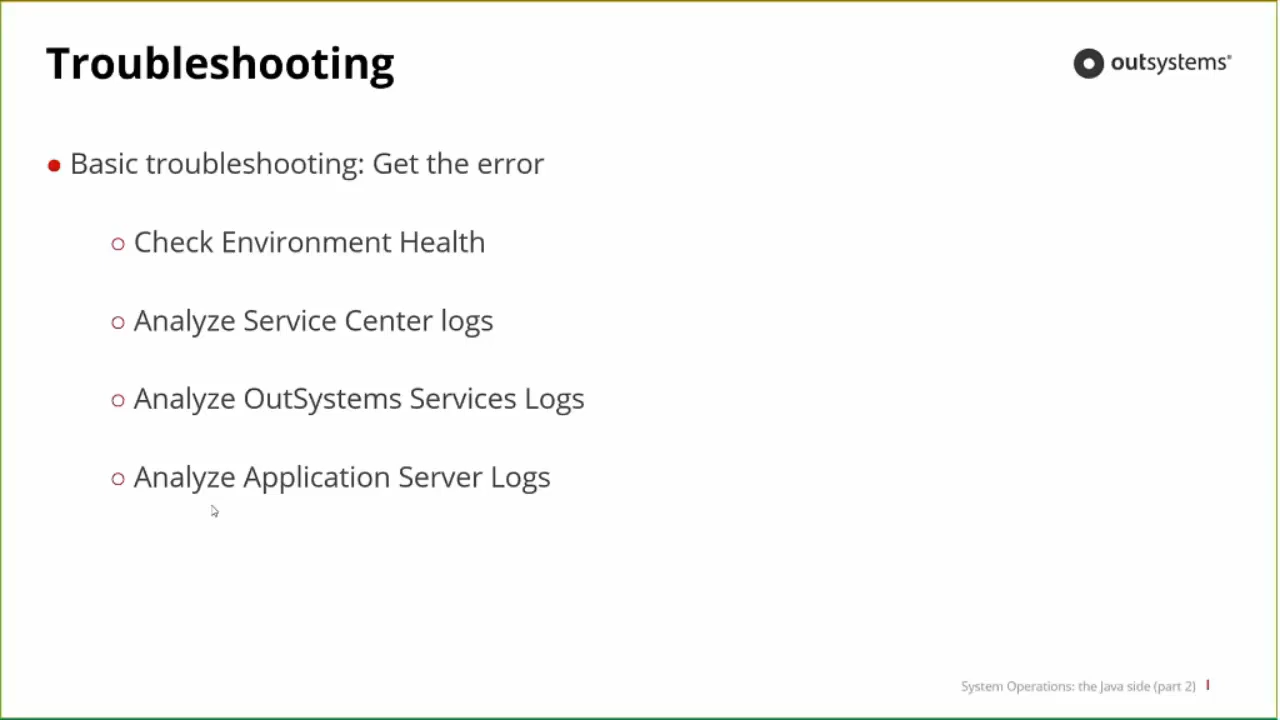 Troubleshooting
outsystems®
● Basic troubleshooting: Get the error
○ Check Environment Health
○ Analyze Service Center logs
○ Analyze OutSystems Services Logs
○ Analyze Application Server Logs
System Operations: the Java side (part 2) |